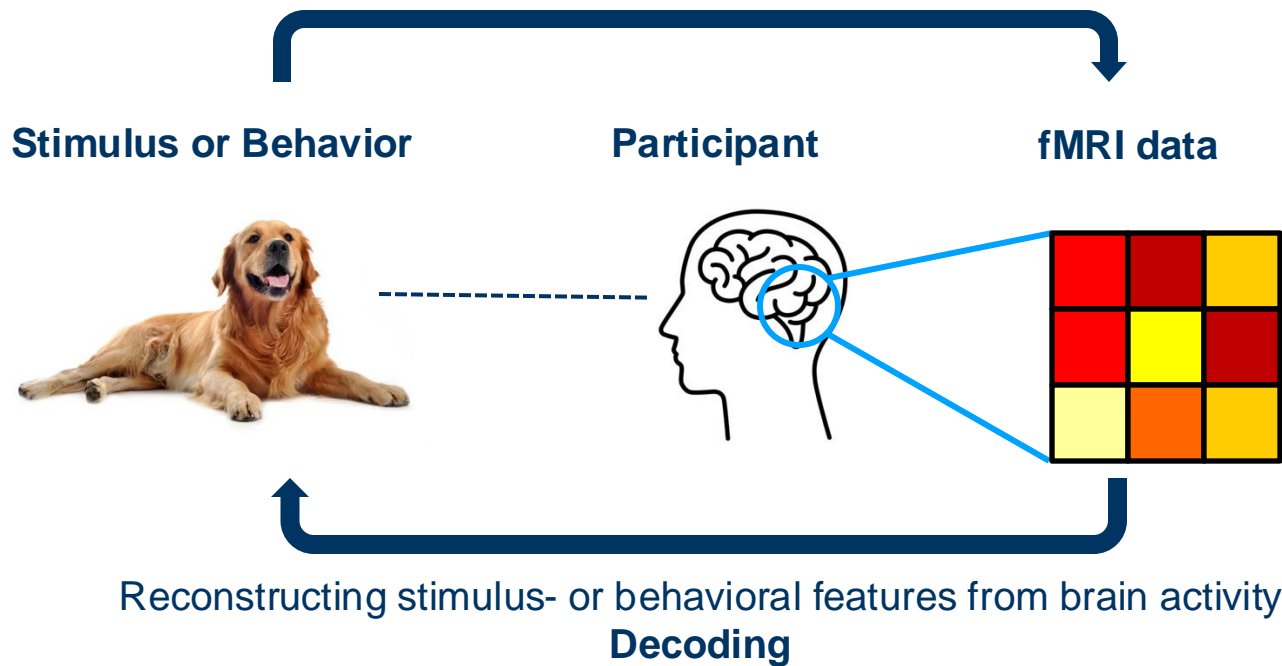 Stimulus or Behavior
Participant
fMRI data
Reconstructing stimulus- or behavioral features from brain activity
Decoding